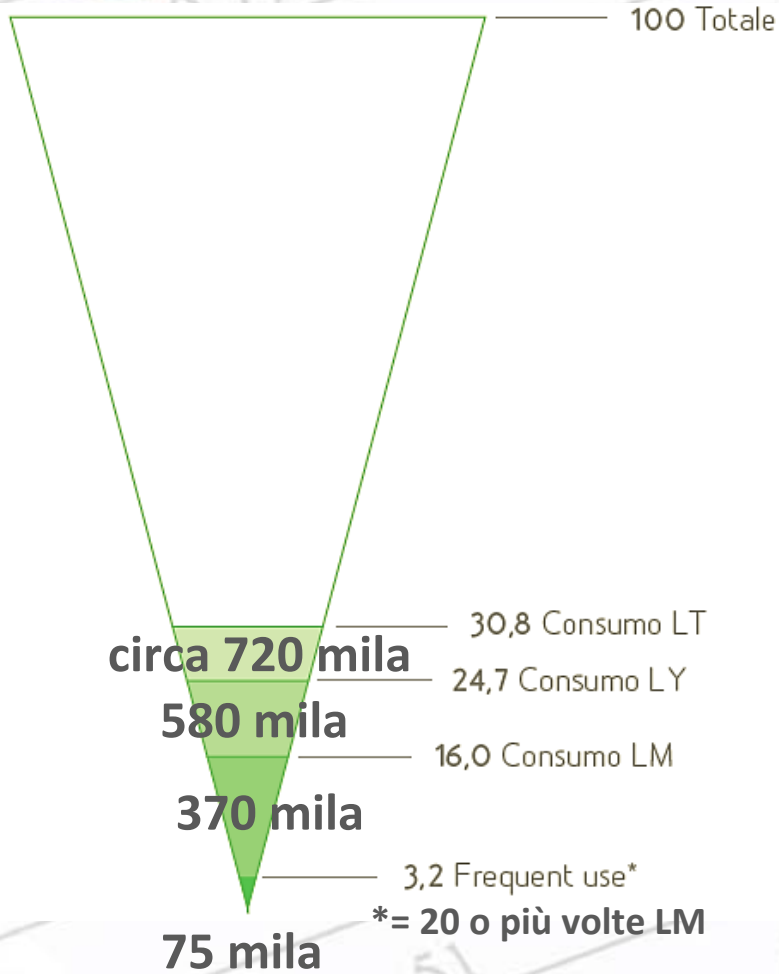 100 Totale
30,8 Consumo LT
circa 720 mila
24,7 Consumo LY
580 mila
16,0 Consumo LM
370 mila
3,2 Frequent use*
*= 20 o più volte LM
75 mila